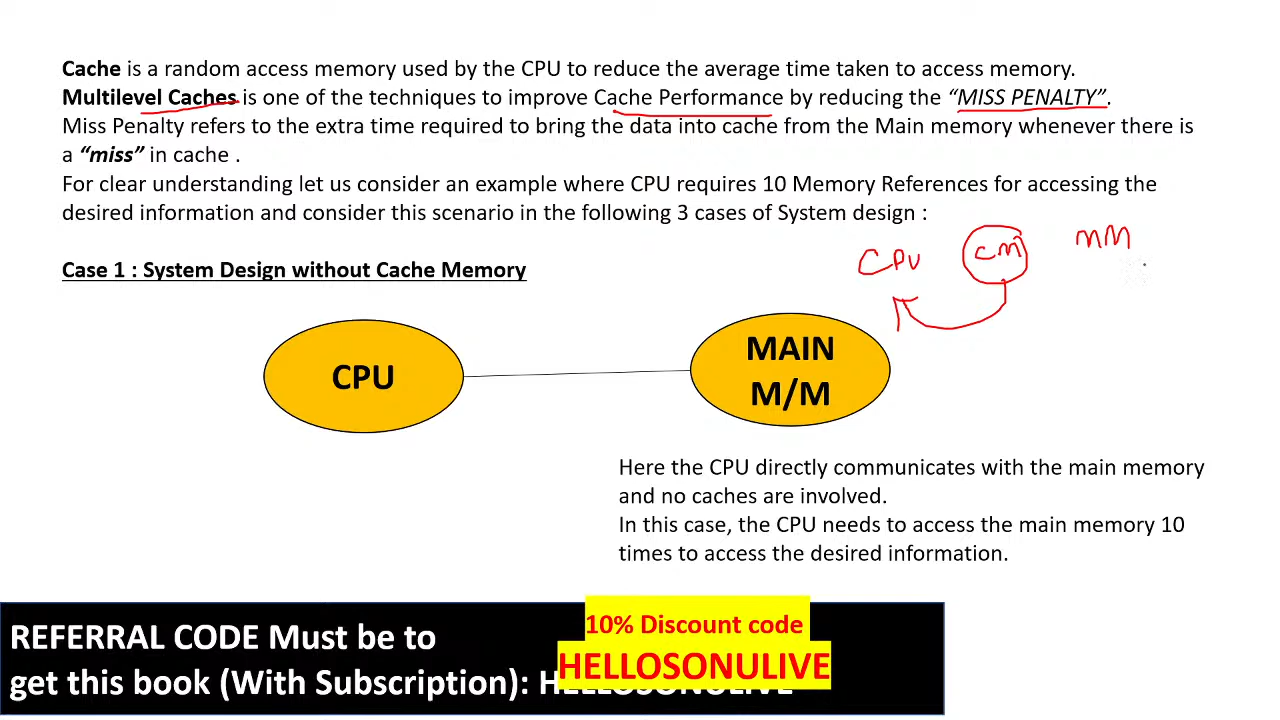 Cache is a random access memory used by the CPU to reduce the average time taken to access memory.
Multilevel Caches is one of the techniques to improve Cache Performance by reducing the “MISS PENALTY”.
Miss Penalty refers to the extra time required to bring the data into cache from the Main memory whenever there is
a “miss” in cache .
For clear understanding let us consider an example where CPU requires 10 Memory References for accessing the
desired information and consider this scenario in the following 3 cases of System design :
CPU CM MM
Case 1 : System Design without Cache Memory
CPU
MAIN
M/M
Here the CPU directly communicates with the main memory
and no caches are involved.
In this case, the CPU needs to access the main memory 10
times to access the desired information.
REFERRAL CODE Must be to
get this book (With Subscription): HELLOSONULIVE
10% Discount code
HELLOSONULIVE